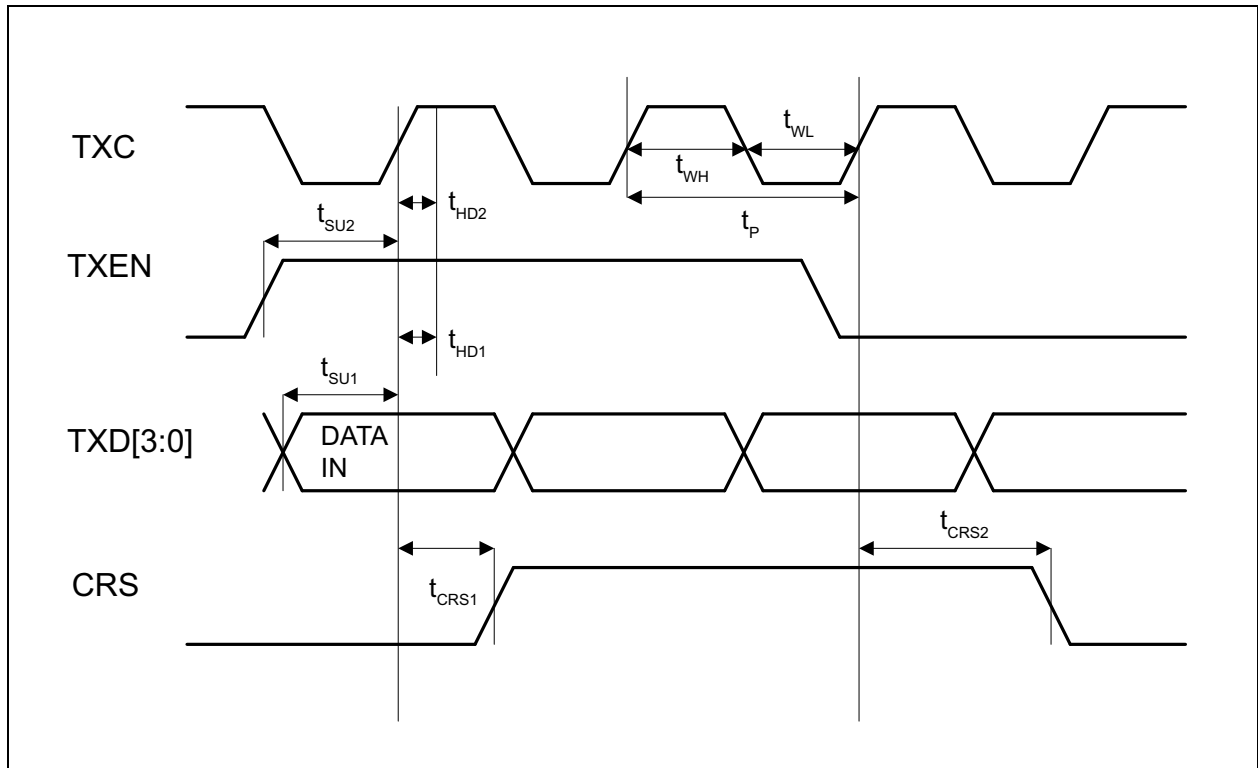 TXC
t_WL
t_WH
t_HD2
t_SU2
t_P
TXEN
t_HD1
t_SU1
TXD[3:0]
DATA
IN
t_CRS2
CRS
t_CRS1